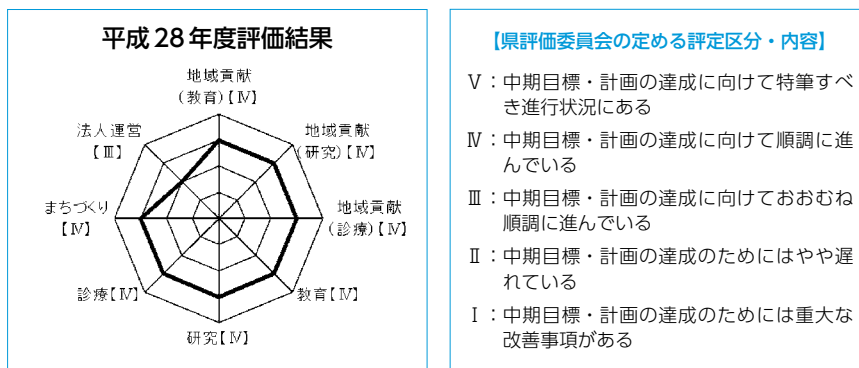 平成28年度評価結果
地域貢献
(教育)【Ⅳ】
法人運営
【Ⅲ】
地域貢献
(研究)【Ⅳ】
まちづくり
【Ⅳ】
地域貢献
(診療)【Ⅳ】
診療【Ⅳ】
教育【Ⅳ】
研究【Ⅳ】
【県評価委員会の定める評定区分・内容】
Ⅴ：中期目標・計画の達成に向けて特筆すべ
き進行状況にある
Ⅳ：中期目標・計画の達成に向けて順調に進
んでいる
Ⅲ：中期目標・計画の達成に向けておおむね
順調に進んでいる
Ⅱ：中期目標・計画の達成のためにはやや遅
れている
Ⅰ：中期目標・計画の達成のためには重大な
改善事項がある